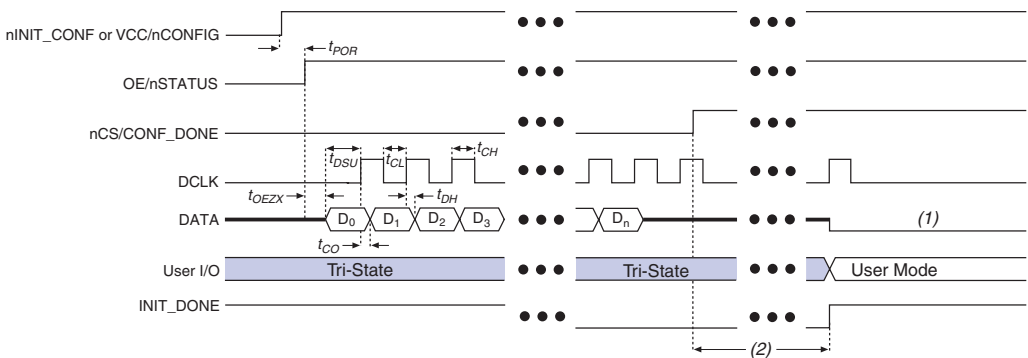 nINIT_CONF or VCC/nCONFIG
tPOR
OE/nSTATUS
nCS/CONF_DONE
tDSU
tCL
tCH
DCLK
tOEZX
tDH
DATA
D0
D1
D2
D3
Dn
(1)
tCO
User I/O
Tri-State
Tri-State
User Mode
INIT_DONE
(2)